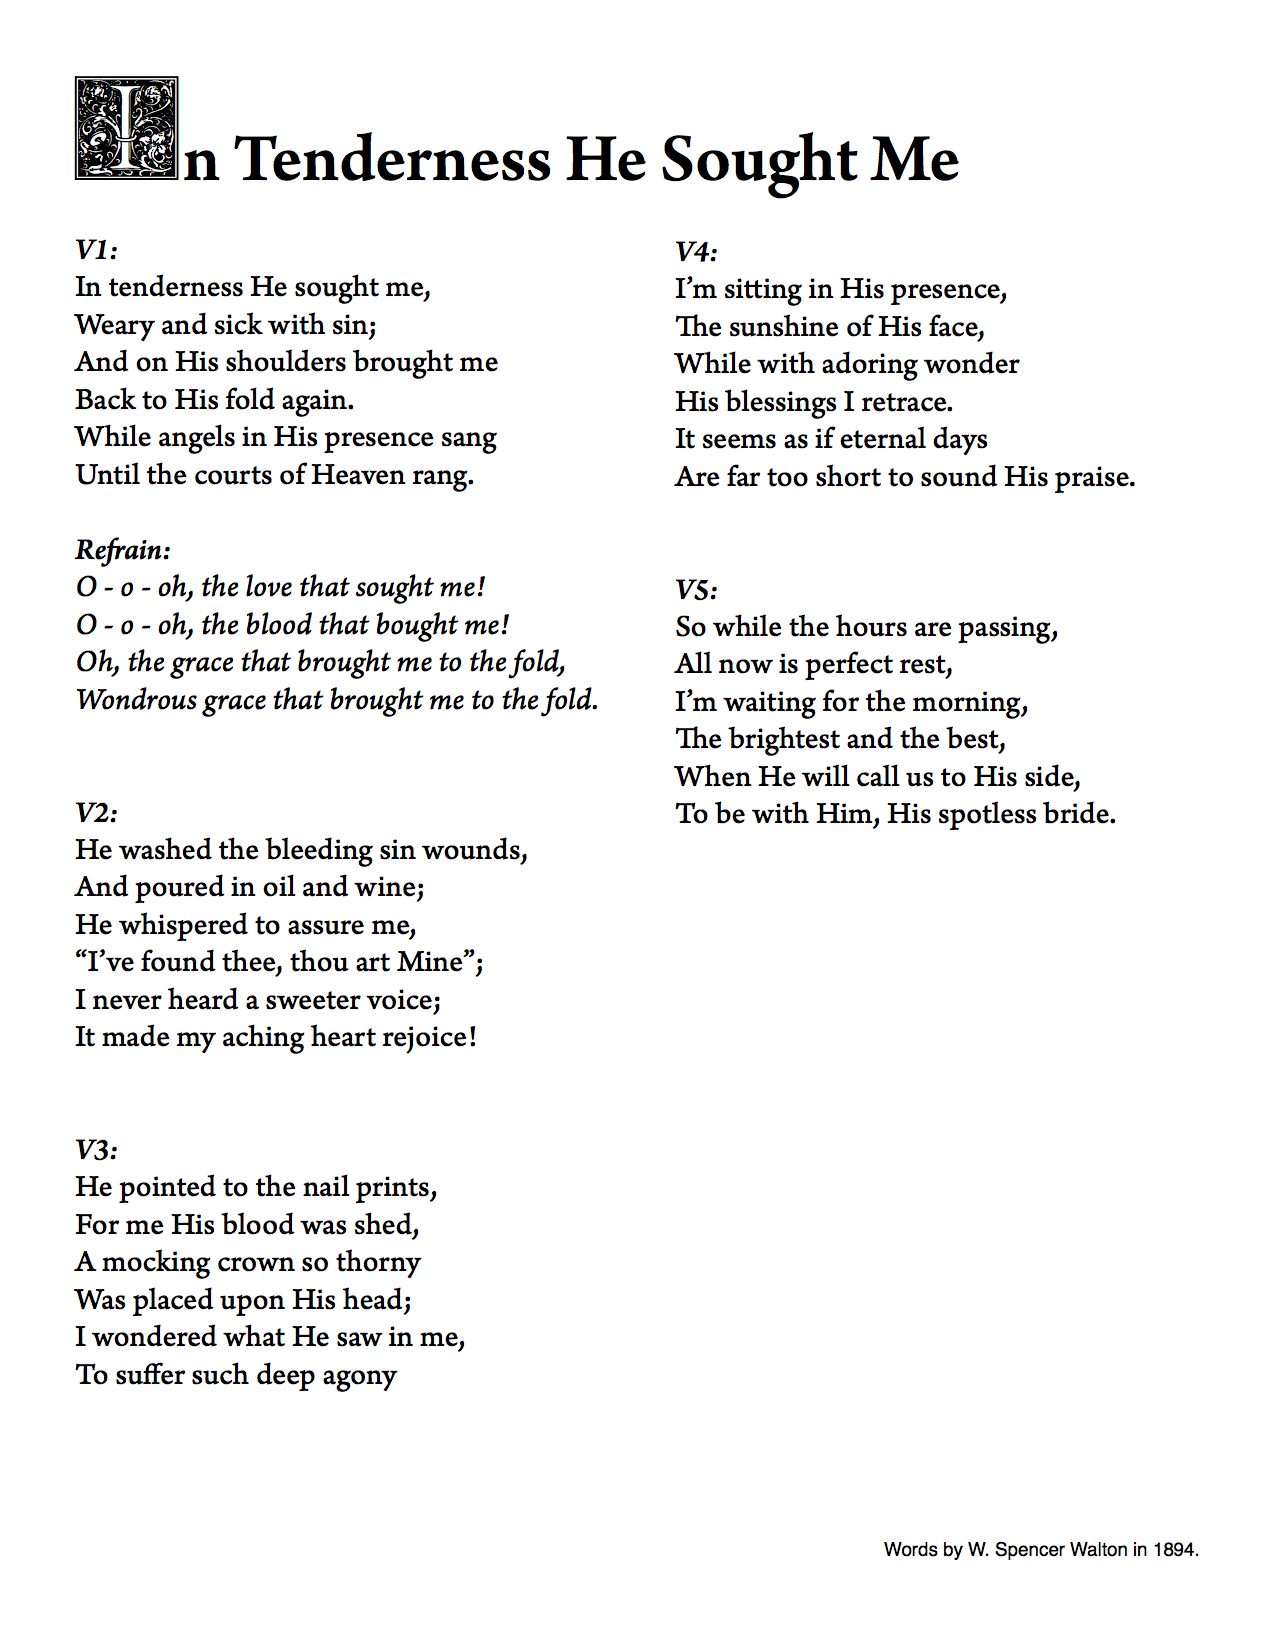 In Tenderness He Sought Me
V1:
In tenderness He sought me,
Weary and sick with sin;
And on His shoulders brought me
Back to His fold again.
While angels in His presence sang
Until the courts of Heaven rang.
Refrain:
O - o - oh, the love that sought me!
O - o - oh, the blood that bought me!
Oh, the grace that brought me to the fold,
Wondrous grace that brought me to the fold.
V2:
He washed the bleeding sin wounds,
And poured in oil and wine;
He whispered to assure me,
“I’ve found thee, thou art Mine”;
I never heard a sweeter voice;
It made my aching heart rejoice!
V3:
He pointed to the nail prints,
For me His blood was shed,
A mocking crown so thorny
Was placed upon His head;
I wondered what He saw in me,
To suffer such deep agony
V4:
I’m sitting in His presence,
The sunshine of His face,
While with adoring wonder
His blessings I retrace.
It seems as if eternal days
Are far too short to sound His praise.
V5:
So while the hours are passing,
All now is perfect rest,
I’m waiting for the morning,
The brightest and the best,
When He will call us to His side,
To be with Him, His spotless bride.
Words by W. Spencer Walton in 1894.